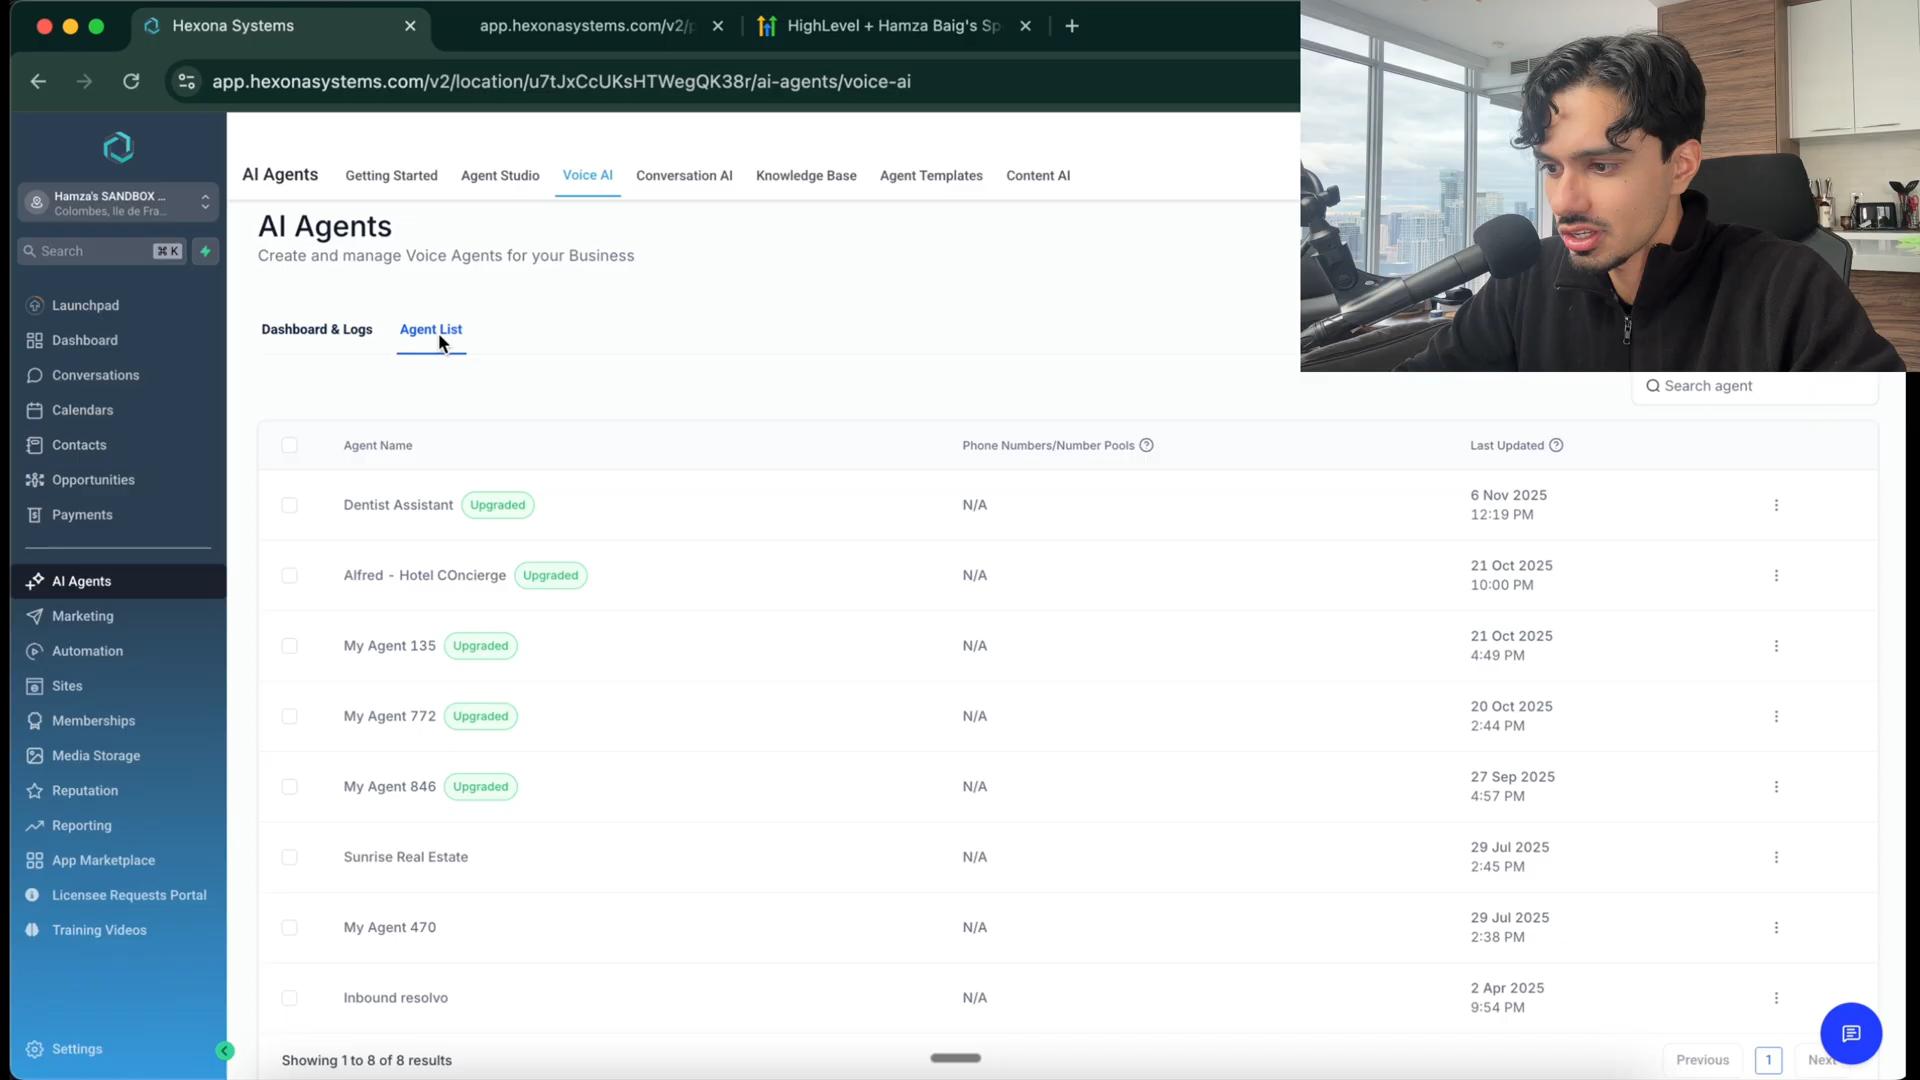 Hexona Systems
app.hexonasystems.com/v2/
HighLevel + Hamza Baig's Sp
app.hexonasystems.com/v2/location/u7tJxCcUKsHTWegQK38r/ai-agents/voice-ai
Hamza's SANDBOX ...
Colombes, Ile de Fra...
Search ⌘ K
Launchpad
Dashboard
Conversations
Calendars
Contacts
Opportunities
Payments
AI Agents
Marketing
Automation
Sites
Memberships
Media Storage
Reputation
Reporting
App Marketplace
Licensee Requests Portal
Training Videos
Settings
AI Agents Getting Started Agent Studio Voice AI Conversation AI Knowledge Base Agent Templates Content AI
AI Agents
Create and manage Voice Agents for your Business
Dashboard & Logs Agent List
Search agent
Agent Name Phone Numbers/Number Pools Last Updated
Dentist Assistant Upgraded N/A 6 Nov 2025
12:19 PM
Alfred - Hotel COncierge Upgraded N/A 21 Oct 2025
10:00 PM
My Agent 135 Upgraded N/A 21 Oct 2025
4:49 PM
My Agent 772 Upgraded N/A 20 Oct 2025
2:44 PM
My Agent 846 Upgraded N/A 27 Sep 2025
4:57 PM
Sunrise Real Estate N/A 29 Jul 2025
2:45 PM
My Agent 470 N/A 29 Jul 2025
2:38 PM
Inbound resolvo N/A 2 Apr 2025
9:54 PM
Showing 1 to 8 of 8 results
Previous 1 Next